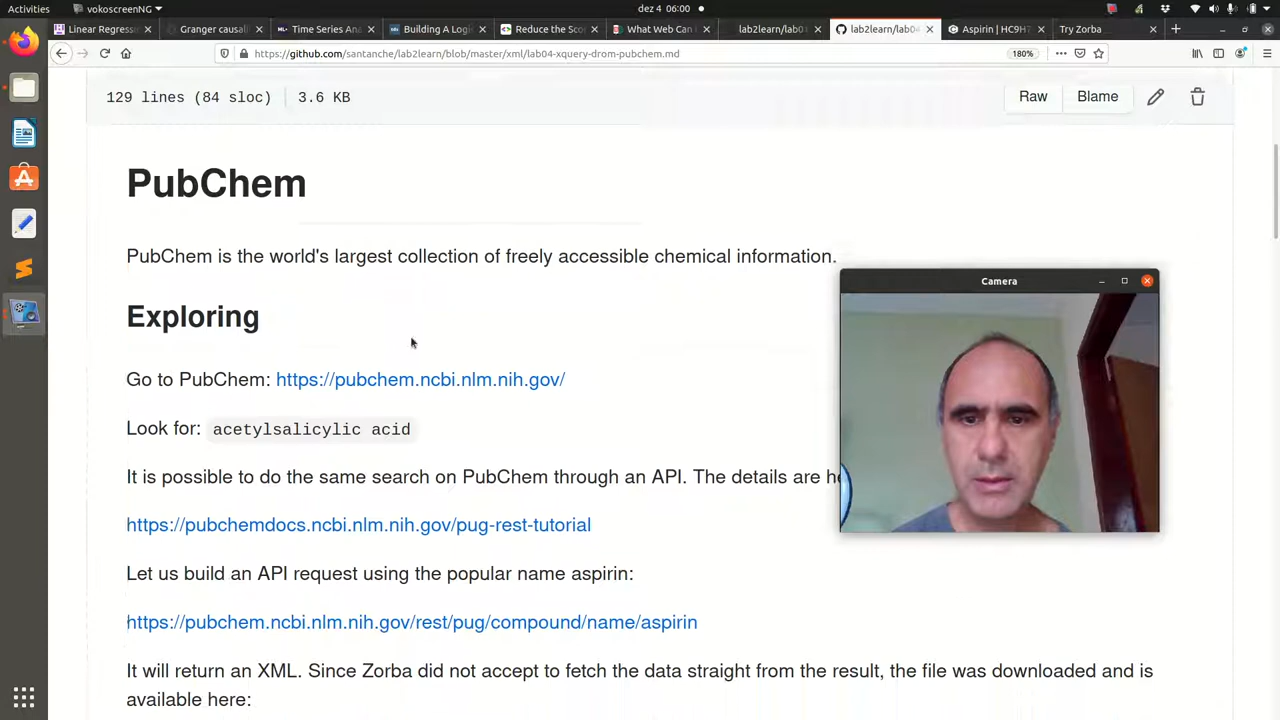 Activities
vokoscreenNG
dez 4 06:00
Linear Regressi
Granger causali
Time Series Ana
Building A Logi
Reduce the Sco
What Web Can I
lab2learn/lab0
lab2learn/lab04
Aspirin | HC9H7
Try Zorba
https://github.com/santanche/lab2learn/blob/master/xml/lab04-xquery-drom-pubchem.md
180%
129 lines (84 sloc)
3.6 KB
Raw
Blame
PubChem
PubChem is the world's largest collection of freely accessible chemical information.
Exploring
Camera
Go to PubChem: https://pubchem.ncbi.nlm.nih.gov/
Look for: acetylsalicylic acid
It is possible to do the same search on PubChem through an API. The details are he
https://pubchemdocs.ncbi.nlm.nih.gov/pug-rest-tutorial
Let us build an API request using the popular name aspirin:
https://pubchem.ncbi.nlm.nih.gov/rest/pug/compound/name/aspirin
It will return an XML. Since Zorba did not accept to fetch the data straight from the result, the file was downloaded and is
available here: